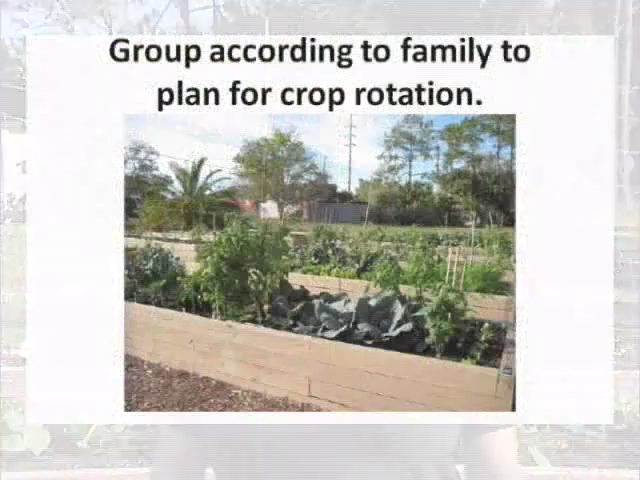 Group according to family to
plan for crop rotation.